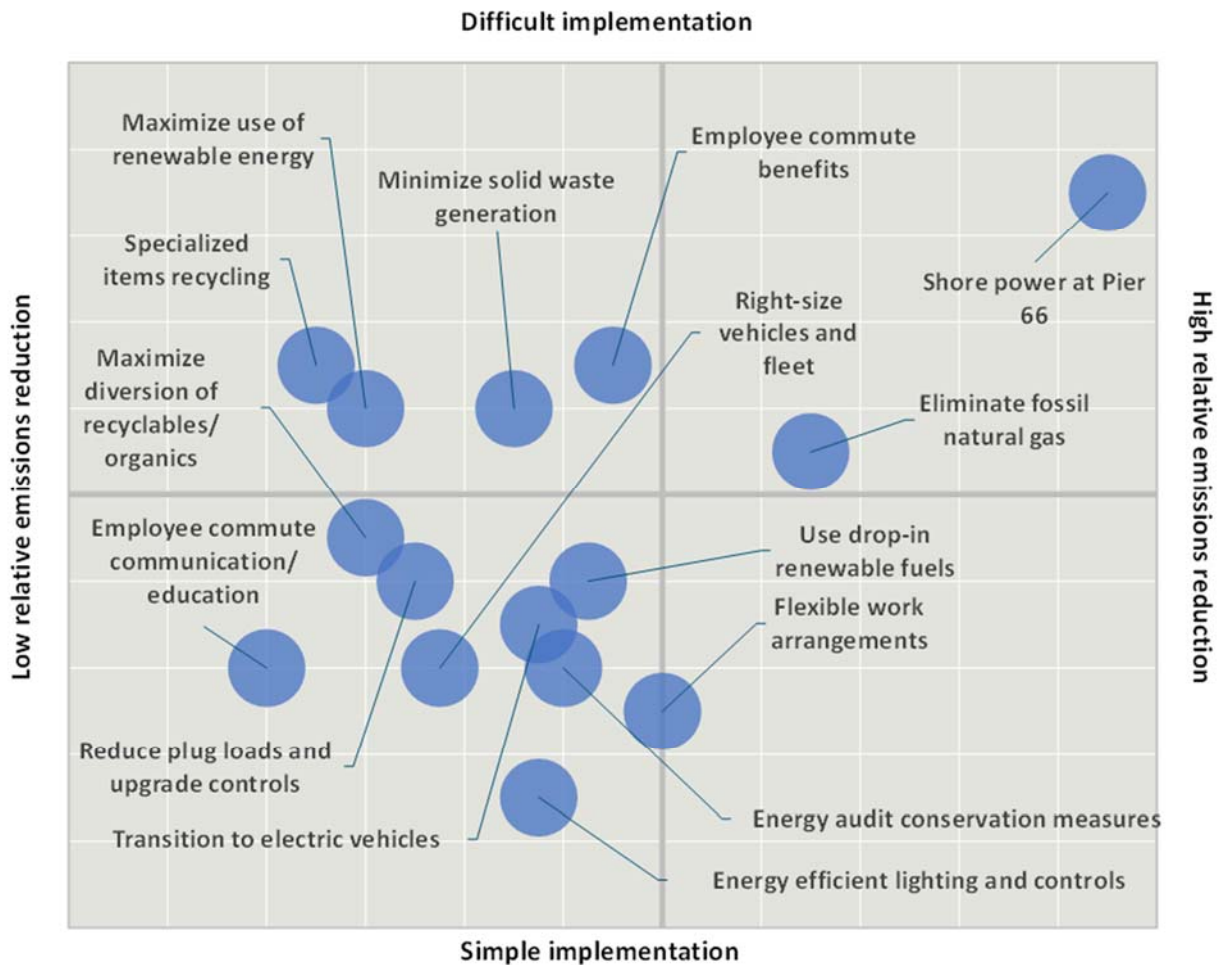 Difficult implementation
Maximize use of
renewable energy
Employee commute
benefits
Minimize solid waste
generation
Specialized
items recycling
Shore power at Pier
66
Right-size
vehicles and
fleet
Low relative emissions reduction
High relative emissions reduction
Maximize
diversion of
recyclables/
organics
Eliminate fossil
natural gas
Employee commute
communication/
education
Use drop-in
renewable fuels
Flexible work
arrangements
Reduce plug loads and
upgrade controls
Energy audit conservation measures
Transition to electric vehicles
Energy efficient lighting and controls
Simple implementation